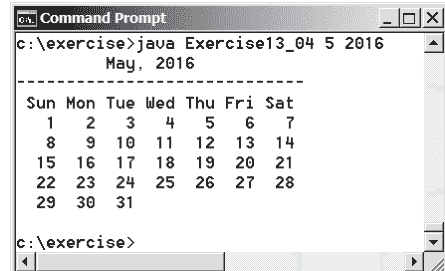 Command Prompt
c:\exercise>java Exercise13_04 5 2016
May, 2016
-----------------------------
Sun Mon Tue Wed Thu Fri Sat
1 2 3 4 5 6 7
8 9 10 11 12 13 14
15 16 17 18 19 20 21
22 23 24 25 26 27 28
29 30 31
c:\exercise>